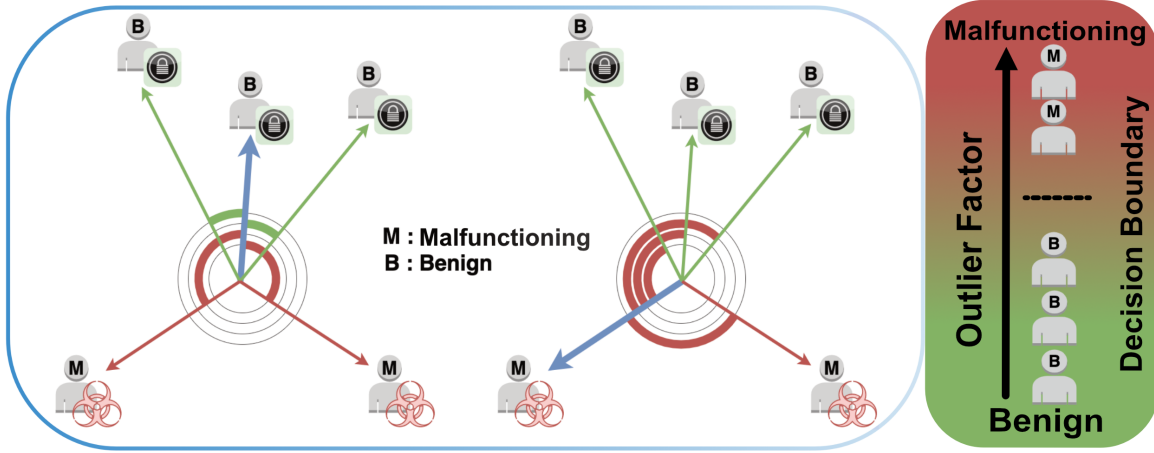 B
B
B
M : Malfunctioning
B : Benign
M
M
B
B
B
M
M
Malfunctioning
M
M
Outlier Factor
Decision Boundary
B
B
B
Benign